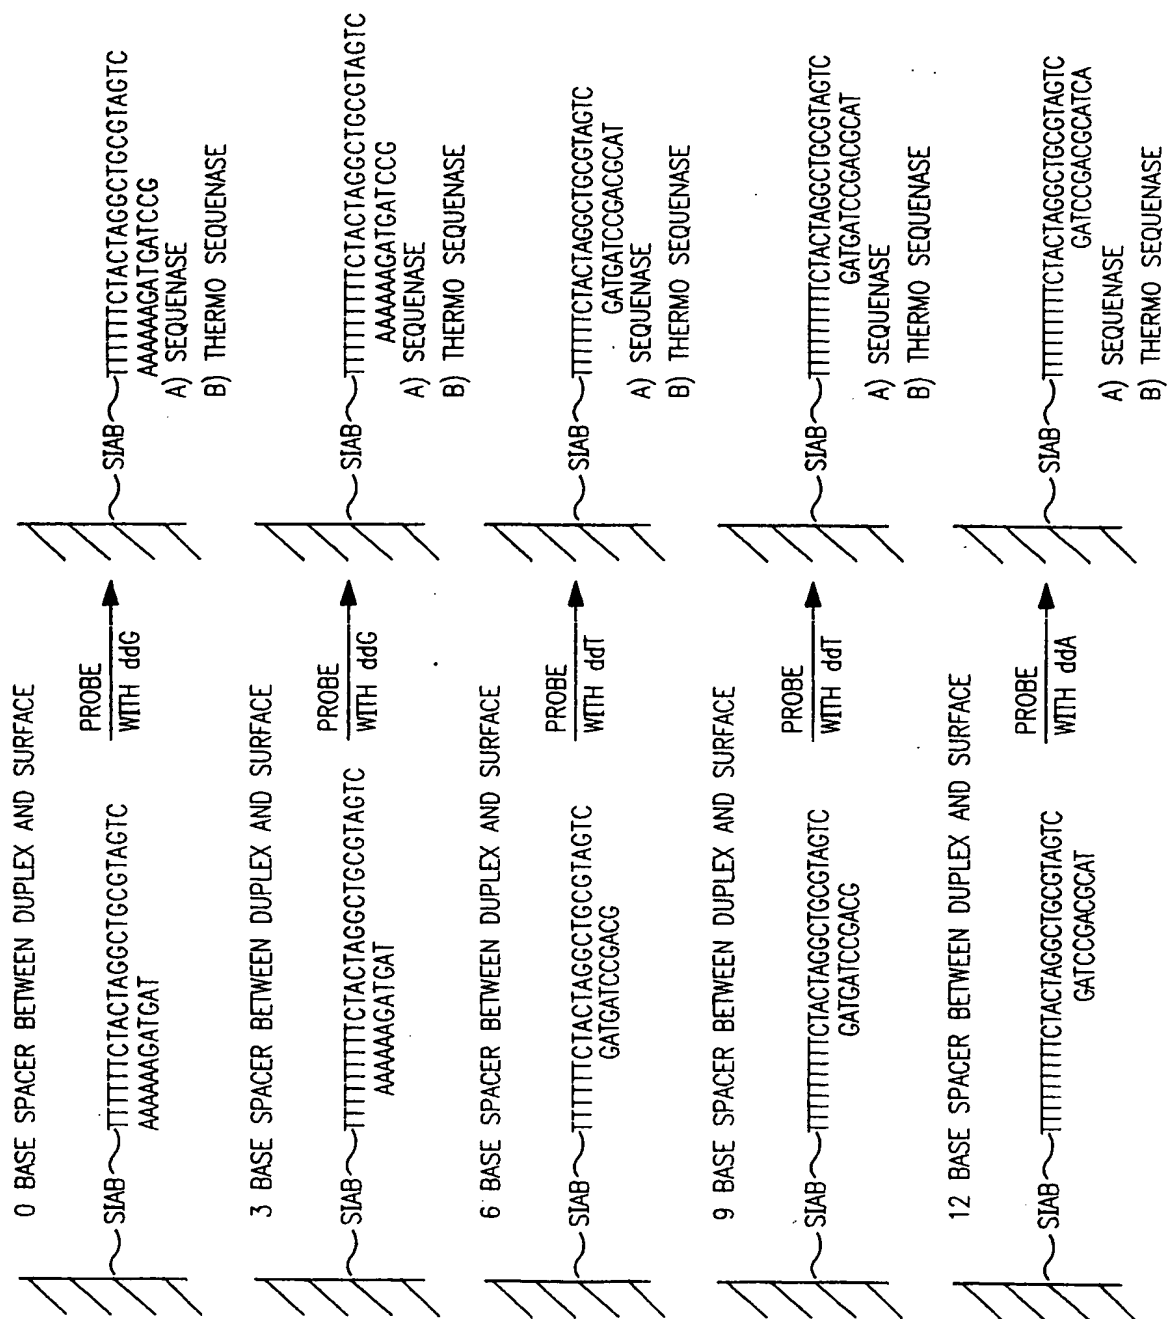 0 BASE SPACER BETWEEN DUPLEX AND SURFACE
SIAB TTTTTTCTACTAGGCTGCGTAGTC
AAAAAGATGAT
PROBE
WITH ddG
SIAB TTTTTTCTACTAGGCTGCGTAGTC
AAAAAGATGATCCG
A) SEQUENASE
B) THERMO SEQUENASE
3 BASE SPACER BETWEEN DUPLEX AND SURFACE
SIAB TTTTTTTTTCTACTAGGCTGCGTAGTC
AAAAAGATGAT
PROBE
WITH ddG
SIAB TTTTTTTTTCTACTAGGCTGCGTAGTC
AAAAAGATGATCCG
A) SEQUENASE
B) THERMO SEQUENASE
6 BASE SPACER BETWEEN DUPLEX AND SURFACE
SIAB TTTTTTCTACTAGGCTGCGTAGTC
GATGATCCGACG
PROBE
WITH ddT
SIAB TTTTTTCTACTAGGCTGCGTAGTC
GATGATCCGACGCAT
A) SEQUENASE
B) THERMO SEQUENASE
9 BASE SPACER BETWEEN DUPLEX AND SURFACE
SIAB TTTTTTTTTCTACTAGGCTGCGTAGTC
GATGATCCGACG
PROBE
WITH ddT
SIAB TTTTTTTTTCTACTAGGCTGCGTAGTC
GATGATCCGACGCAT
A) SEQUENASE
B) THERMO SEQUENASE
12 BASE SPACER BETWEEN DUPLEX AND SURFACE
SIAB TTTTTTTTTCTACTAGGCTGCGTAGTC
GATCCGACGCAT
PROBE
WITH ddA
SIAB TTTTTTTTTCTACTAGGCTGCGTAGTC
GATCCGACGCATCA
A) SEQUENASE
B) THERMO SEQUENASE